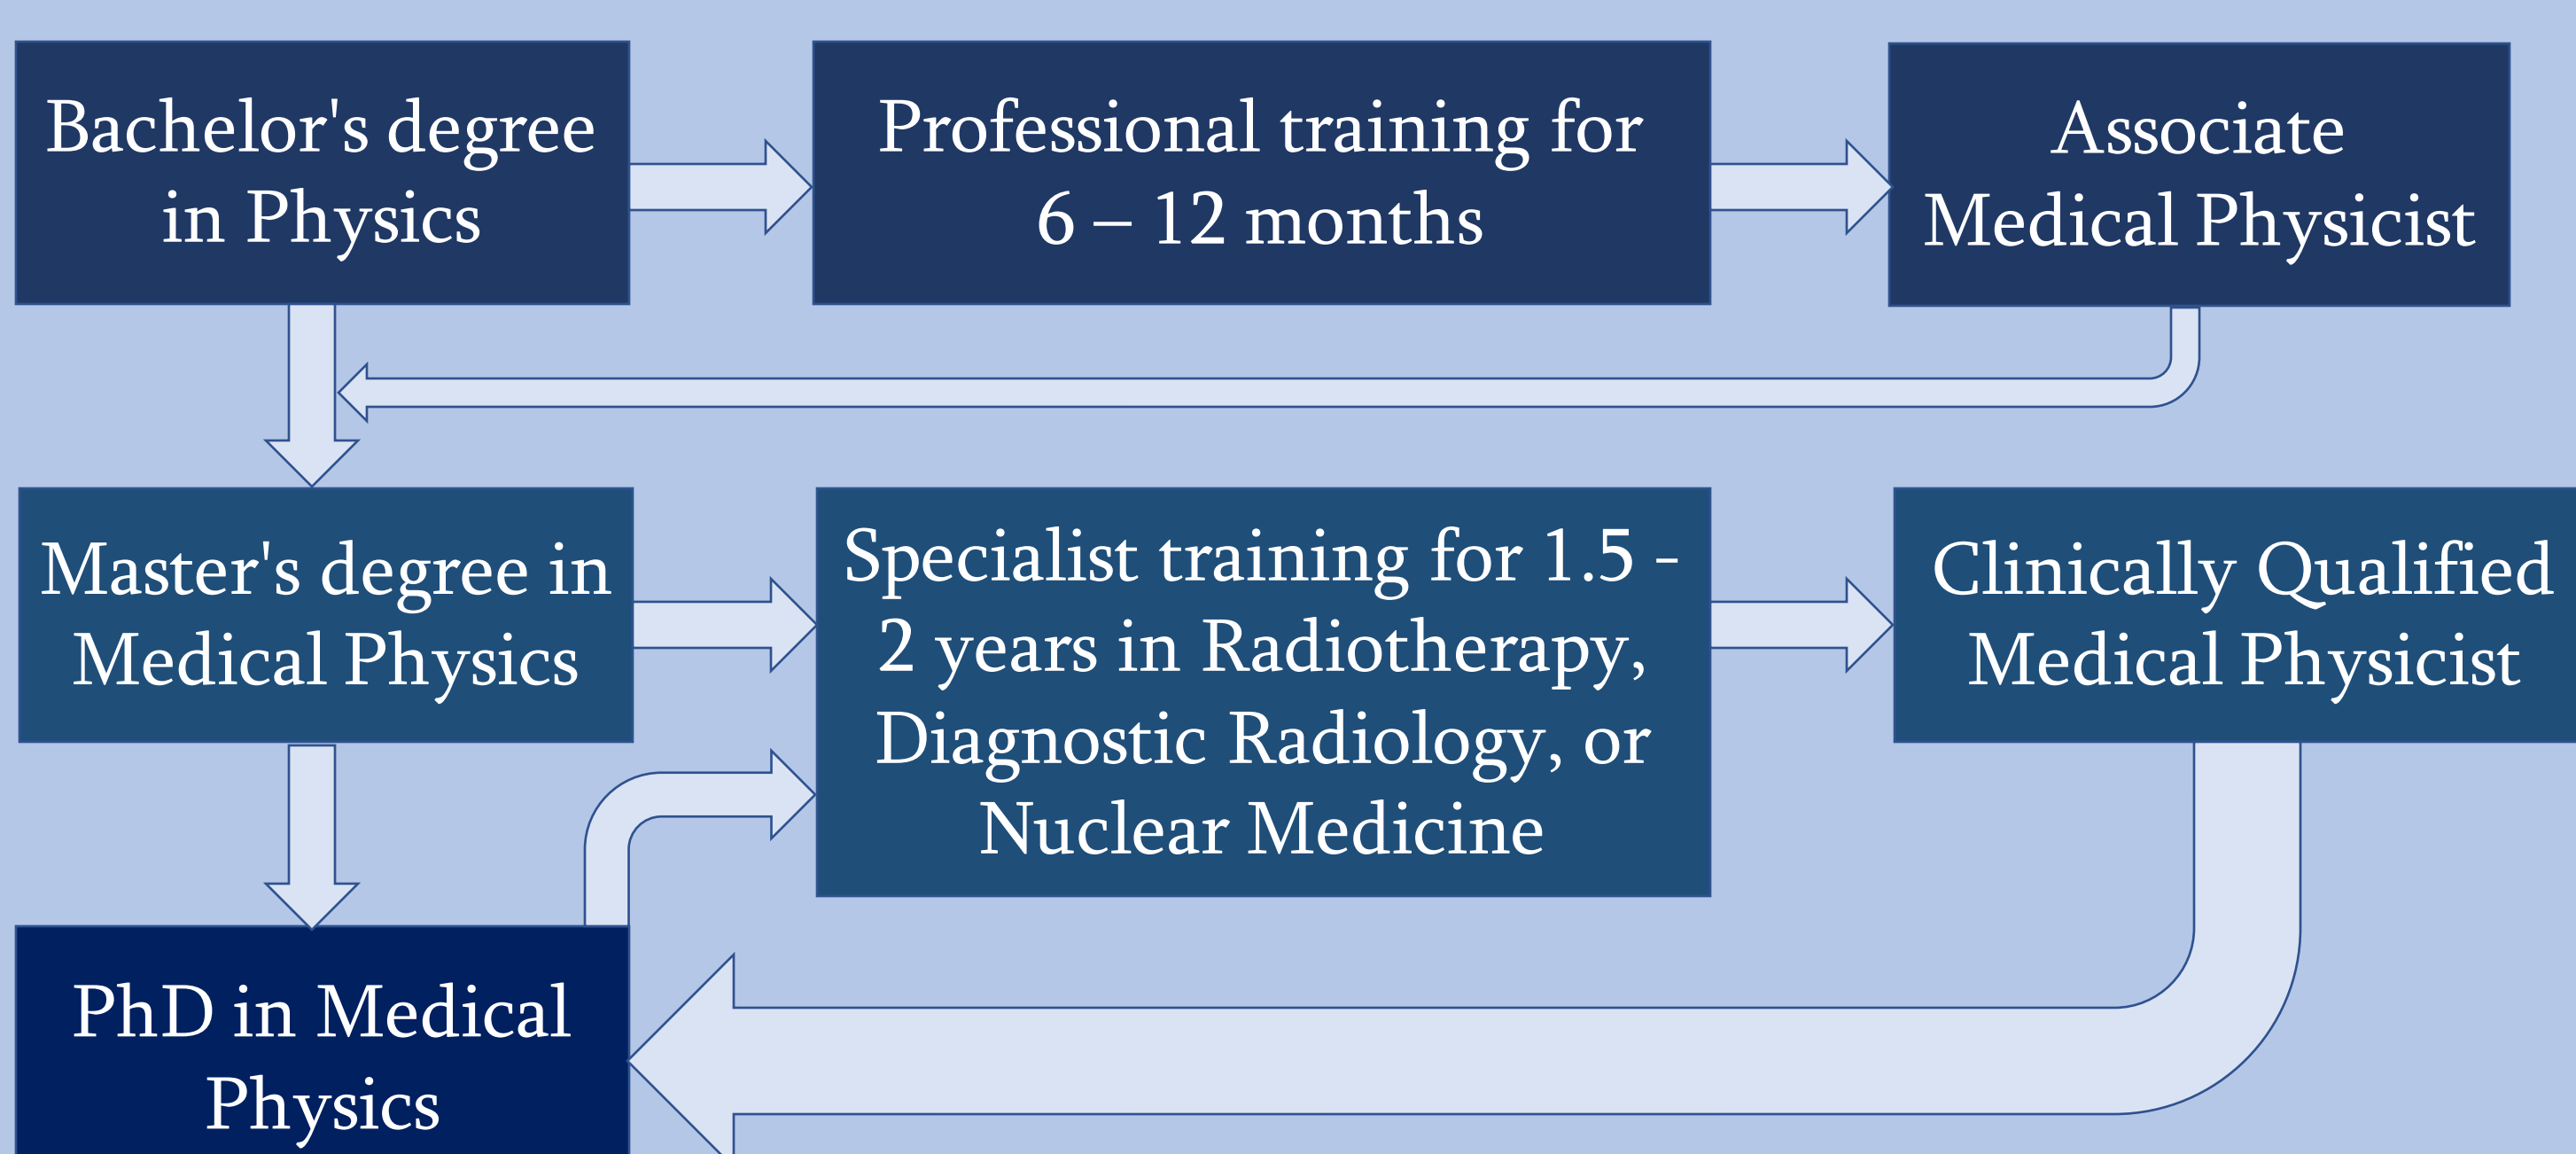 Bachelor's degree
in Physics
Professional training for
6 – 12 months
Associate
Medical Physicist
Master's degree in
Medical Physics
Specialist training for 1.5 -
2 years in Radiotherapy,
Diagnostic Radiology, or
Nuclear Medicine
Clinically Qualified
Medical Physicist
PhD in Medical
Physics